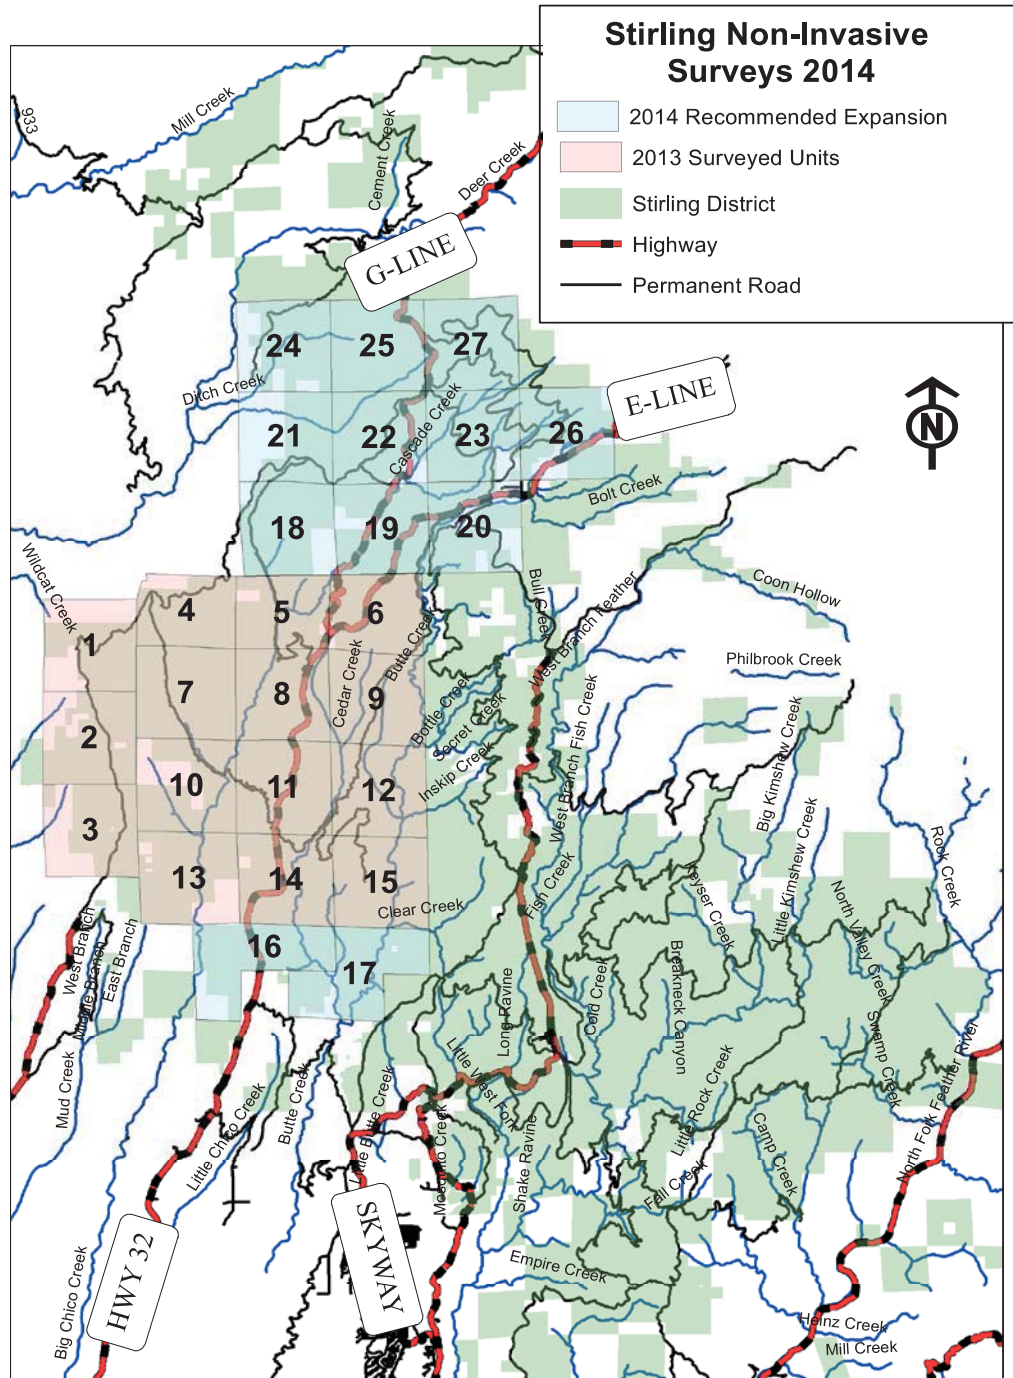 Stirling Non-Invasive
Surveys 2014
2014 Recommended Expansion
2013 Surveyed Units
Stirling District
Highway
Permanent Road
933
Mill Creek
Cement Creek
Deer Creek
G-LINE
24
25
27
Ditch Creek
E-LINE
N
21
22
Cascade Creek
23
26
Bolt Creek
18
19
20
Wildcat Creek
Bull Creek
West Branch Feather
Coon Hollow
1
4
5
6
Butte Creek
Cedar Creek
Philbrook Creek
7
8
9
Bottle Creek
Secret Creek
Inskip Creek
West Branch Fish Creek
Big Kimshew Creek
2
10
11
12
3
Little Kimshew Creek
Rock Creek
13
14
15
Clear Creek
Fish Creek
Keyser Creek
North Valley Creek
West Branch
Middle Branch
East Branch
16
17
Long Ravine
Cold Creek
Breakneck Canyon
Swamp Creek
Mud Creek
Little Chico Creek
Butte Creek
Little Butte Creek
Little West Fork
Mosquito Creek
Shake Ravine
Little Rock Creek
Fall Creek
Camp Creek
North Fork Feather River
Big Chico Creek
HWY 32
SKYWAY
Empire Creek
Heinz Creek
Mill Creek